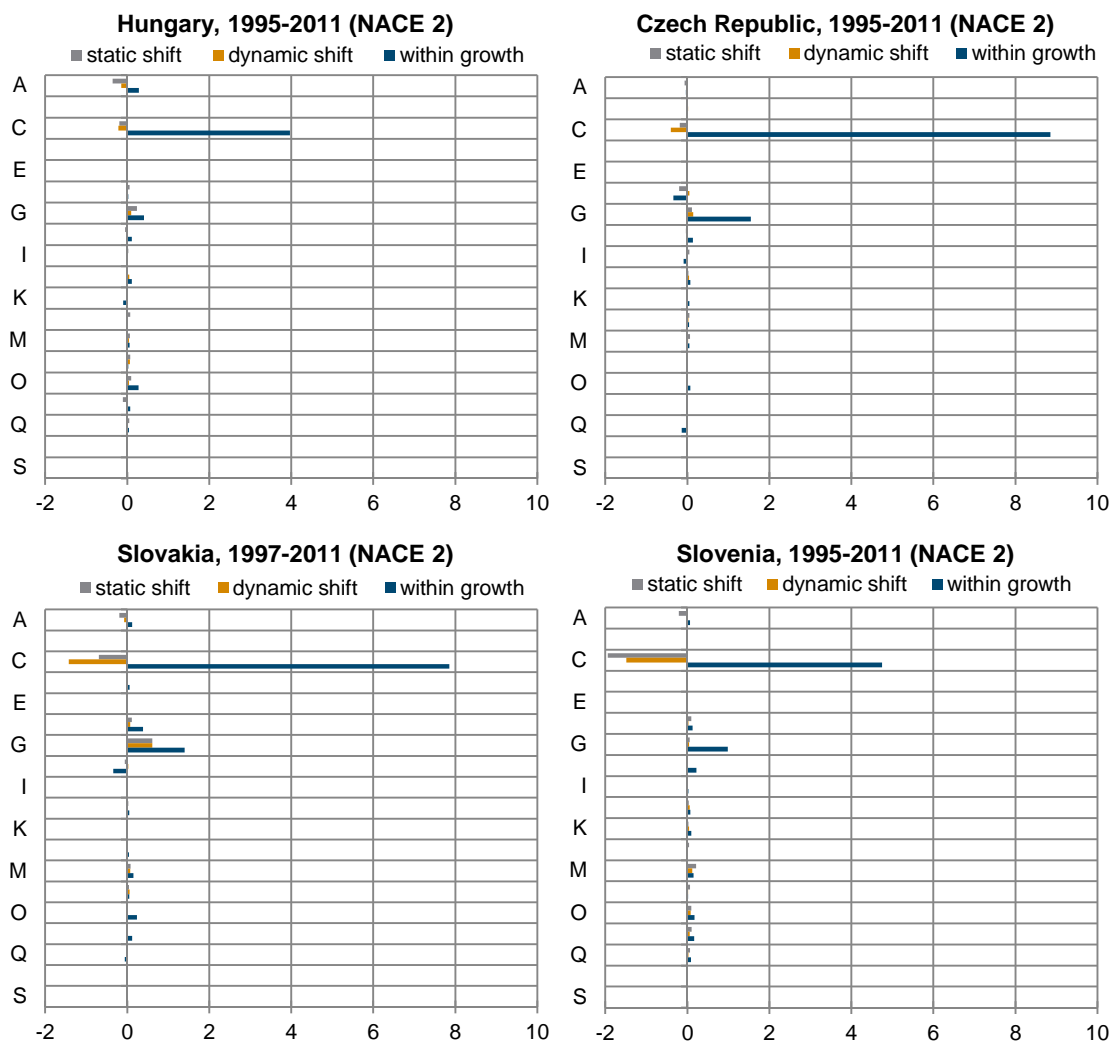 Hungary, 1995-2011 (NACE 2)
static shift dynamic shift within growth
A
C
E
G
I
K
M
O
Q
S
-2 0 2 4 6 8 10
Czech Republic, 1995-2011 (NACE 2)
static shift dynamic shift within growth
A
C
E
G
I
K
M
O
Q
S
-2 0 2 4 6 8 10
Slovakia, 1997-2011 (NACE 2)
static shift dynamic shift within growth
A
C
E
G
I
K
M
O
Q
S
-2 0 2 4 6 8 10
Slovenia, 1995-2011 (NACE 2)
static shift dynamic shift within growth
A
C
E
G
I
K
M
O
Q
S
-2 0 2 4 6 8 10